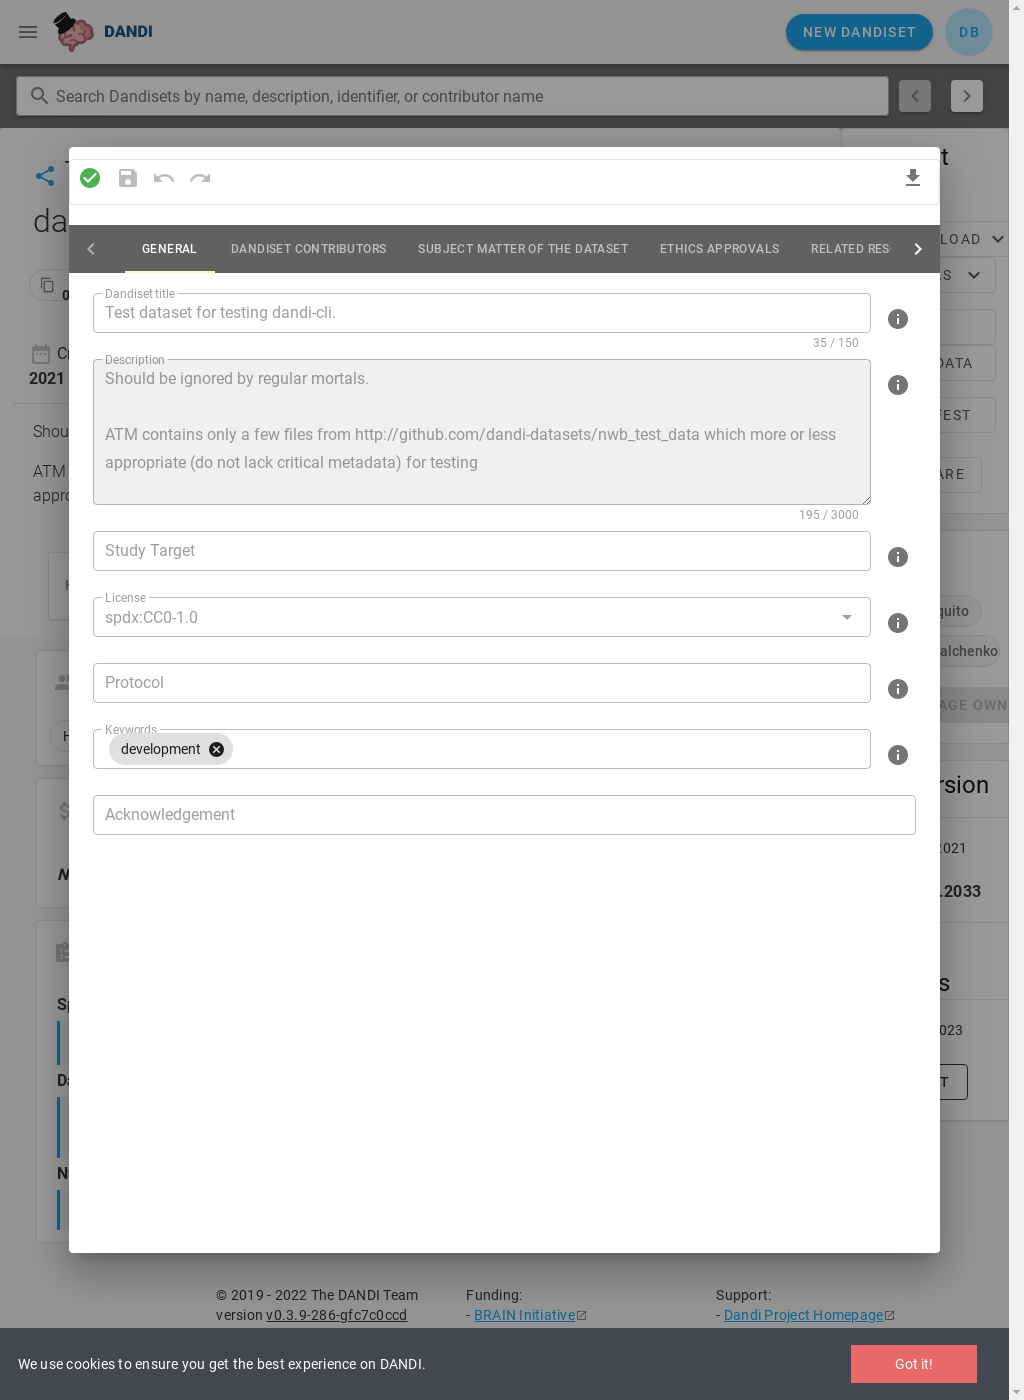 DANDI
NEW DANDISET
DB
Search Dandisets by name, description, identifier, or contributor name
GENERAL
DANDISET CONTRIBUTORS
SUBJECT MATTER OF THE DATASET
ETHICS APPROVALS
RELATED RES
Dandiset title
Test dataset for testing dandi-cli.
35 / 150
Description
Should be ignored by regular mortals.
ATM contains only a few files from http://github.com/dandi-datasets/nwb_test_data which more or less
appropriate (do not lack critical metadata) for testing
195 / 3000
Study Target
License
spdx:CC0-1.0
Protocol
Keywords
development
Acknowledgement
2021
Shou
ATM
appro
LOAD
DATA
TEST
ARE
quito
alchenko
AGE OWN
rsion
2021
.2033
023
© 2019 - 2022 The DANDI Team
version v0.3.9-286-gfc7c0ccd
Funding:
- BRAIN Initiative
Support:
- Dandi Project Homepage
We use cookies to ensure you get the best experience on DANDI.
Got it!